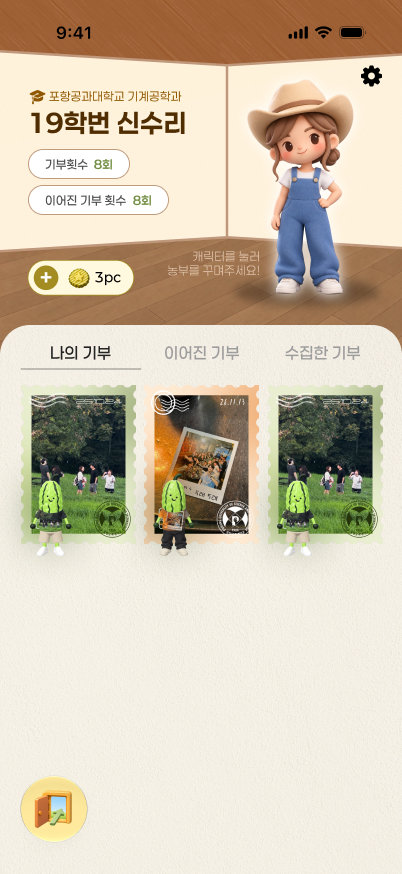 9:41
포항공과대학교 기계공학과
19학번 신수리
기부횟수 8회
이어진 기부 횟수 8회
3pc
캐릭터를 눌러
농부를 꾸며주세요!
나의 기부
이어진 기부
수집한 기부
26.11.13